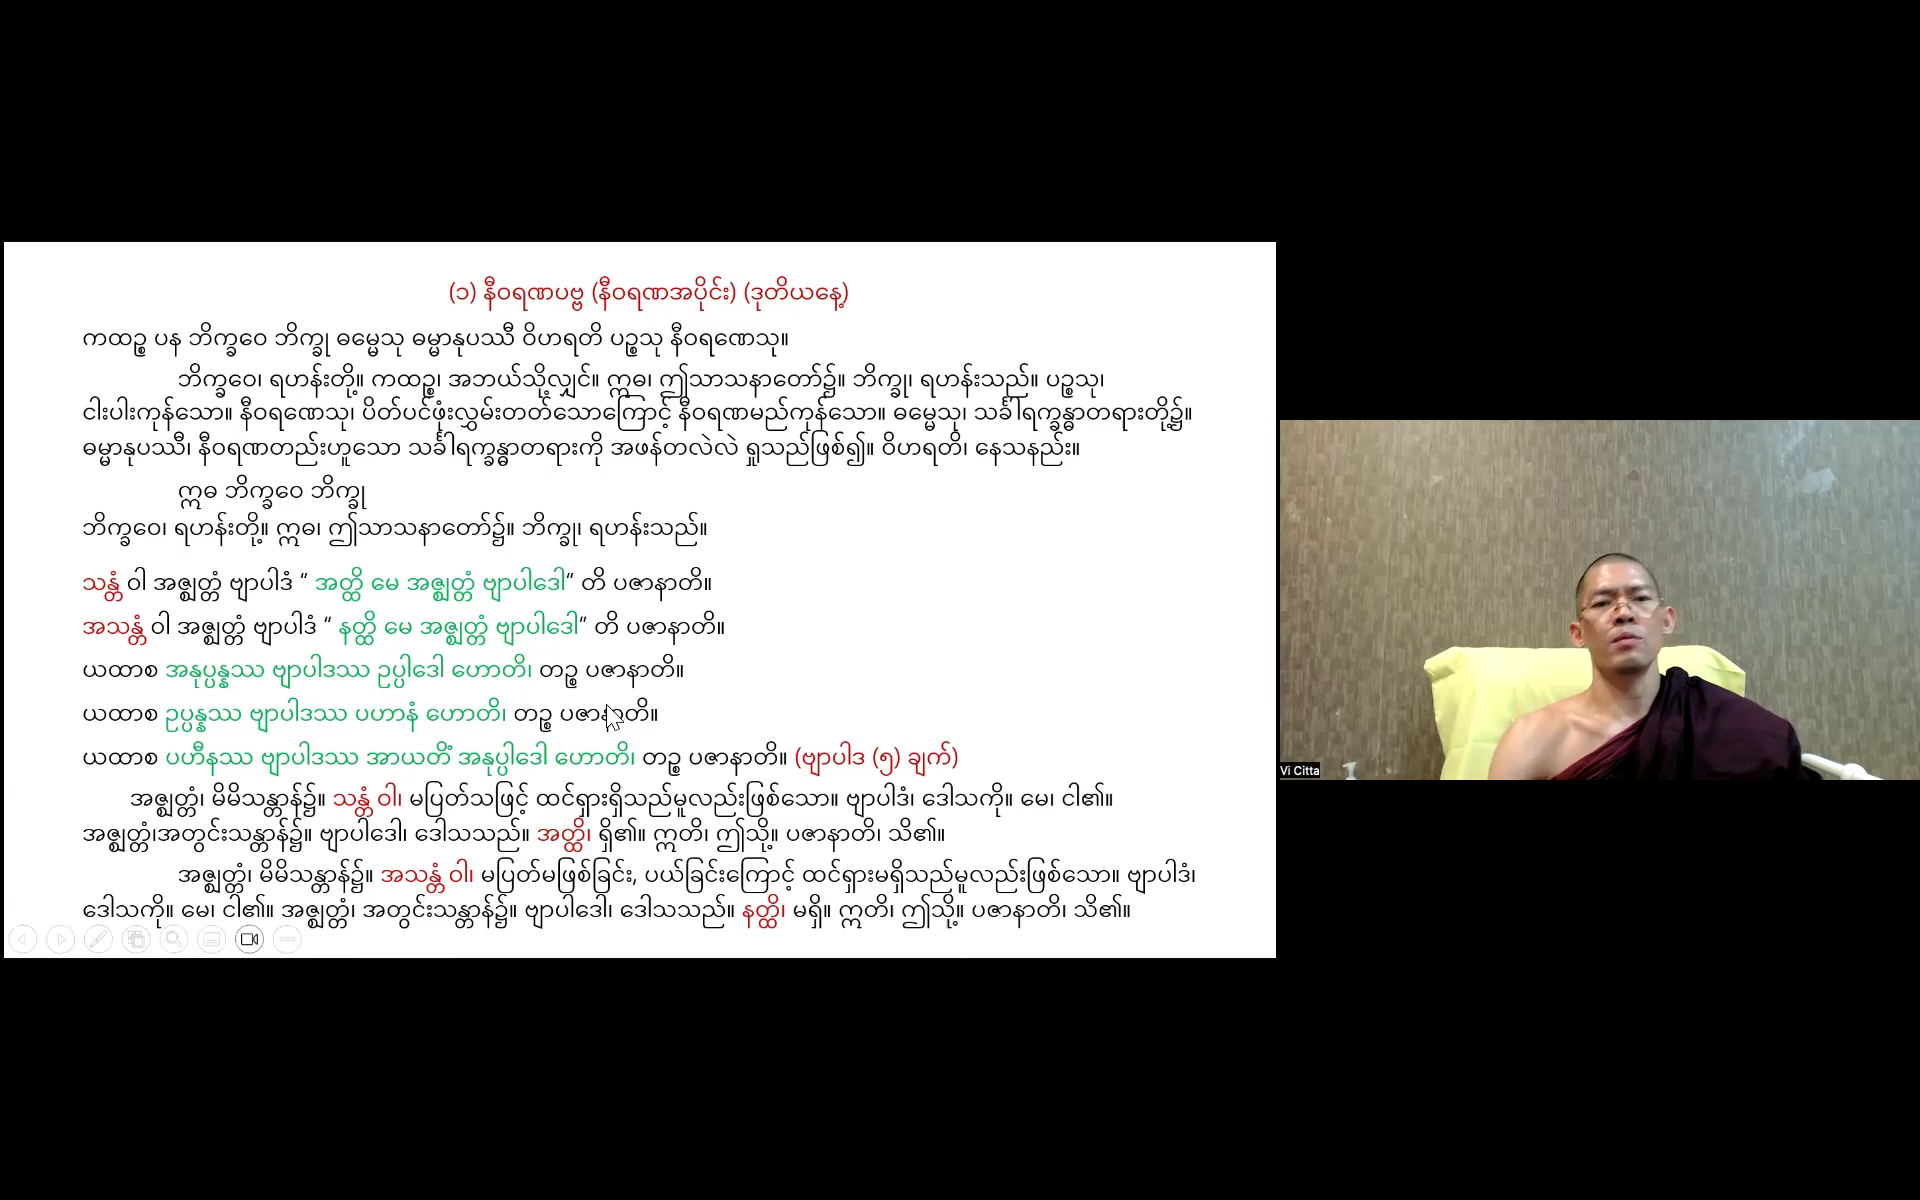 (၁) နီဝရဏပဗ္ဗ (နီဝရဏအပိုင်း) (ဒုတိယနေ့)
ကထဉ္စ ပန ဘိက္ခဝေ ဘိက္ခု ဓမ္မေသု ဓမ္မာနုပဿီ ဝိဟရတိ ပဉ္စသု နီဝရဏေသု။
ဘိက္ခဝေ၊ ရဟန်းတို့။ ကထဉ္စ၊ အဘယ်သို့လျှင်။ ဣဓ၊ ဤသာသနာတော်၌။ ဘိက္ခု၊ ရဟန်းသည်။ ပဉ္စသု၊
ငါးပါးကုန်သော။ နီဝရဏေသု၊ ပိတ်ပင်ဖုံးလွှမ်းတတ်သောကြောင့် နီဝရဏမည်ကုန်သော။ ဓမ္မေသု၊ သင်္ခါရက္ခန္ဓာတရားတို့၌။
ဓမ္မာနုပဿီ၊ နီဝရဏတည်းဟူသော သင်္ခါရက္ခန္ဓာတရားကို အဖန်တလဲလဲ ရှုသည်ဖြစ်၍။ ဝိဟရတိ၊ နေသနည်း။
ဣဓ ဘိက္ခဝေ ဘိက္ခု
ဘိက္ခဝေ၊ ရဟန်းတို့။ ဣဓ၊ ဤသာသနာတော်၌။ ဘိက္ခု၊ ရဟန်းသည်။
သန္တံ ဝါ အဇ္ဈတ္တံ ဗျာပါဒံ “ အတ္ထိ မေ အဇ္ဈတ္တံ ဗျာပါဒေါ” တိ ပဇာနာတိ။
အသန္တံ ဝါ အဇ္ဈတ္တံ ဗျာပါဒံ “ နတ္ထိ မေ အဇ္ဈတ္တံ ဗျာပါဒေါ” တိ ပဇာနာတိ။
ယထာစ အနုပ္ပန္နဿ ဗျာပါဒဿ ဥပ္ပါဒေါ ဟောတိ၊ တဉ္စ ပဇာနာတိ။
ယထာစ ဥပ္ပန္နဿ ဗျာပါဒဿ ပဟာနံ ဟောတိ၊ တဉ္စ ပဇာနာတိ။
ယထာစ ပဟီနဿ ဗျာပါဒဿ အာယတိံ အနုပ္ပါဒေါ ဟောတိ၊ တဉ္စ ပဇာနာတိ။ (ဗျာပါဒ (၅) ချက်)
အဇ္ဈတ္တံ၊ မိမိသန္တာန်၌။ သန္တံ ဝါ၊ မပြတ်သဖြင့် ထင်ရှားရှိသည်မူလည်းဖြစ်သော။ ဗျာပါဒံ၊ ဒေါသကို။ မေ၊ ငါ၏။
အဇ္ဈတ္တံ၊အတွင်းသန္တာန်၌။ ဗျာပါဒေါ၊ ဒေါသသည်။ အတ္ထိ၊ ရှိ၏။ ဣတိ၊ ဤသို့။ ပဇာနာတိ၊ သိ၏။
အဇ္ဈတ္တံ၊ မိမိသန္တာန်၌။ အသန္တံ ဝါ၊ မပြတ်မဖြစ်ခြင်း, ပယ်ခြင်းကြောင့် ထင်ရှားမရှိသည်မူလည်းဖြစ်သော။ ဗျာပါဒံ၊
ဒေါသကို။ မေ၊ ငါ၏။ အဇ္ဈတ္တံ၊ အတွင်းသန္တာန်၌။ ဗျာပါဒေါ၊ ဒေါသသည်။ နတ္ထိ၊ မရှိ။ ဣတိ၊ ဤသို့။ ပဇာနာတိ၊ သိ၏။
Vi Citta